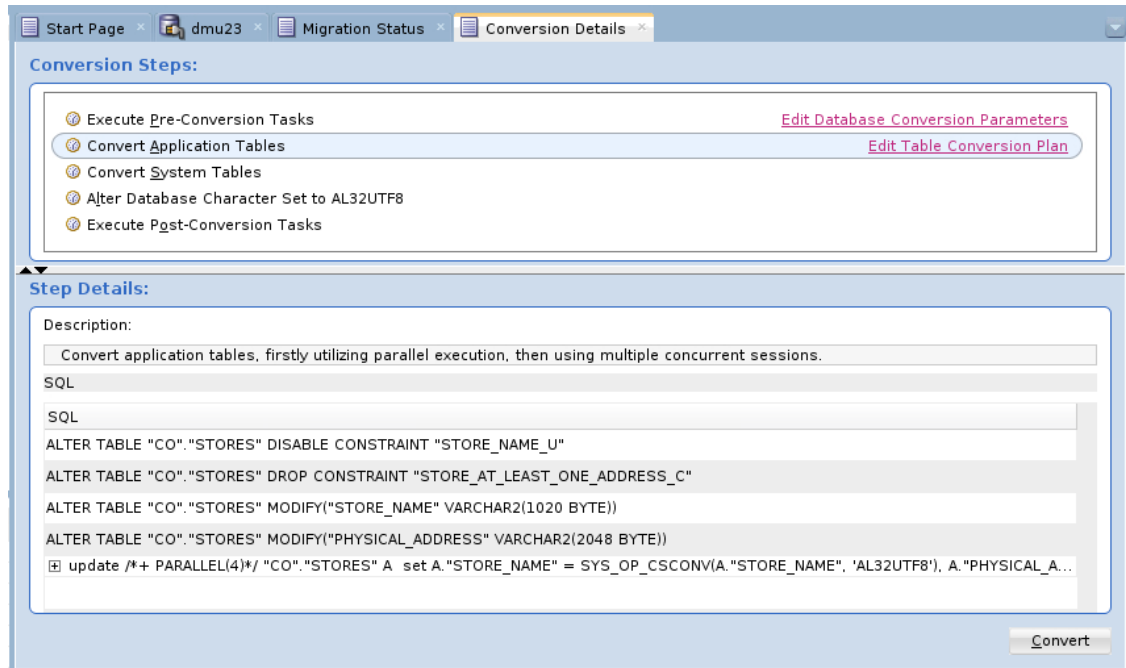 Start Page dmu23 Migration Status Conversion Details
Conversion Steps:
Execute Pre-Conversion Tasks Edit Database Conversion Parameters
Convert Application Tables Edit Table Conversion Plan
Convert System Tables
Alter Database Character Set to AL32UTF8
Execute Post-Conversion Tasks
Step Details:
Description:
Convert application tables, firstly utilizing parallel execution, then using multiple concurrent sessions.
SQL
SQL
ALTER TABLE "CO"."STORES" DISABLE CONSTRAINT "STORE_NAME_U"
ALTER TABLE "CO"."STORES" DROP CONSTRAINT "STORE_AT_LEAST_ONE_ADDRESS_C"
ALTER TABLE "CO"."STORES" MODIFY("STORE_NAME" VARCHAR2(1020 BYTE))
ALTER TABLE "CO"."STORES" MODIFY("PHYSICAL_ADDRESS" VARCHAR2(2048 BYTE))
update /*+ PARALLEL(4)*/ "CO"."STORES" A  set A."STORE_NAME" = SYS_OP_CSCONV(A."STORE_NAME", 'AL32UTF8'), A."PHYSICAL_A...
Convert